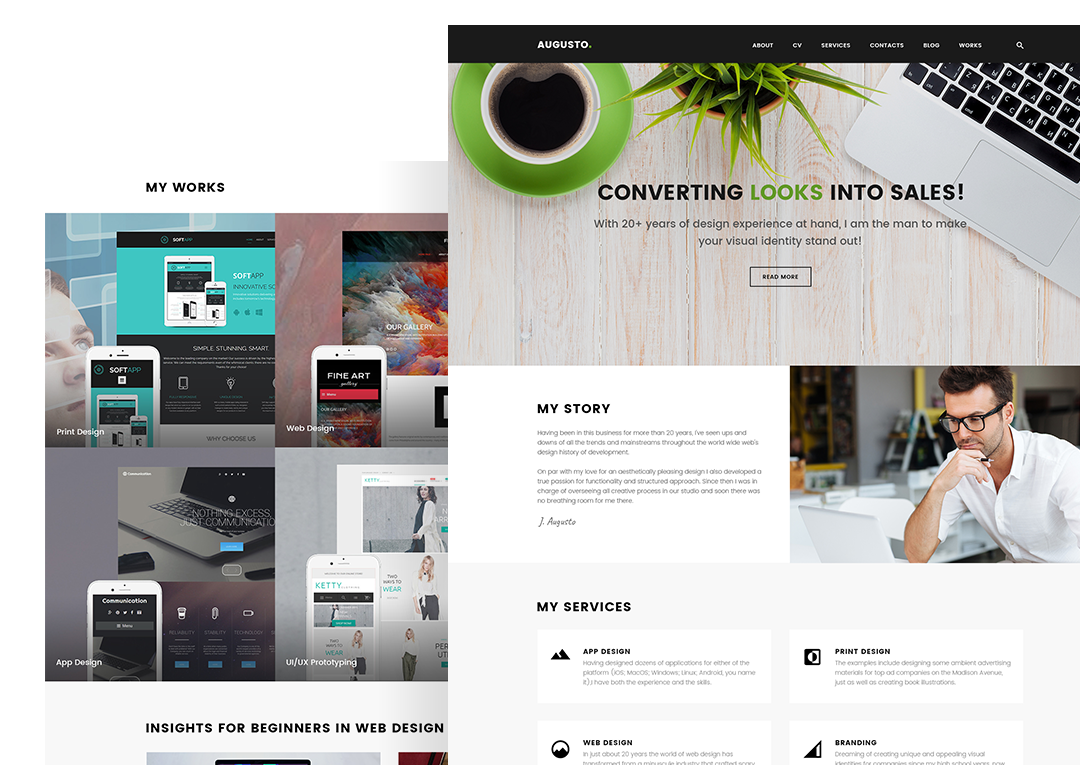 MY WORKS
SOFTAPP
SOFTAPP
INNOVATIVE SO
SIMPLE. STUNNING. SMART.
SOFTAPP
WHY CHOOSE US
Print Design
OUR GALLERY
FINE ART
gallery
Menu
OUR GALLERY
Web Design
Communication
NOTHING EXCESS,
JUST COMMUNICATIO
Communication
Menu
RELIABILITY
STABILITY
TECHNOLOGY
App Design
KETTY
KETTY
TWO
WAYS TO
WEAR
TWO
WAYS TO
WEAR
UI/UX Prototyping
INSIGHTS FOR BEGINNERS IN WEB DESIGN
AUGUSTO.
ABOUT CV SERVICES CONTACTS BLOG WORKS
CONVERTING LOOKS INTO SALES!
With 20+ years of design experience at hand, I am the man to make
your visual identity stand out!
READ MORE
MY STORY
Having been in this business for more than 20 years, I've seen ups and
downs of all the trends and mainstreams throughout the world wide web's
design history of development.
On par with my love for an aesthetically pleasing design I also developed a
true passion for functionality and structured approach. Since then I was in
charge of overseeing all creative process in our studio and soon there was
no breathing room for me there.
J. Augusto
MY SERVICES
APP DESIGN
Having designed dozens of applications for either of the
platform (iOS; MacOS; Windows; Linux; Android, you name
it;) I have both the experience and the skills.
PRINT DESIGN
The examples include designing some ambient advertising
materials for top ad companies on the Madison Avenue,
just as well as creating book illustrations.
WEB DESIGN
In just about 20 years the world of web design has
transformed from a minuscule industry that crafted scary
BRANDING
Dreaming of creating unique and appealing visual
identities for companies since my high school years, now